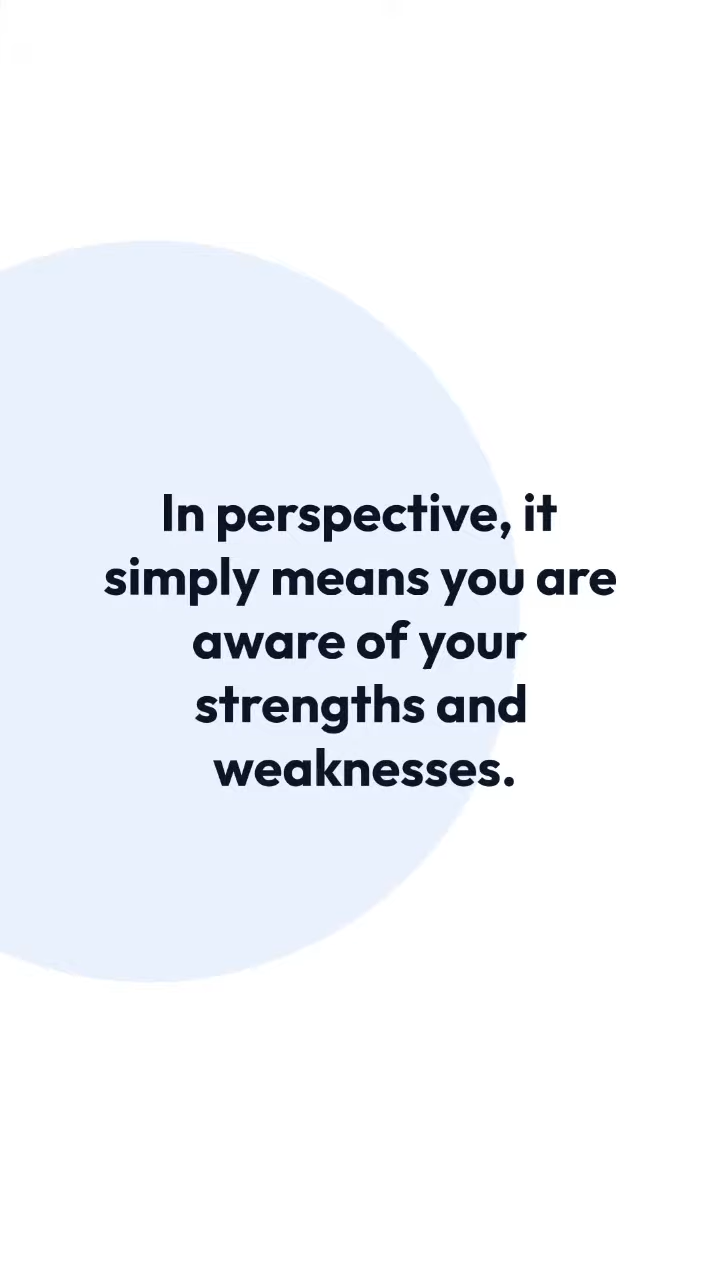 In perspective, it
simply means you are
aware of your
strengths and
weaknesses.